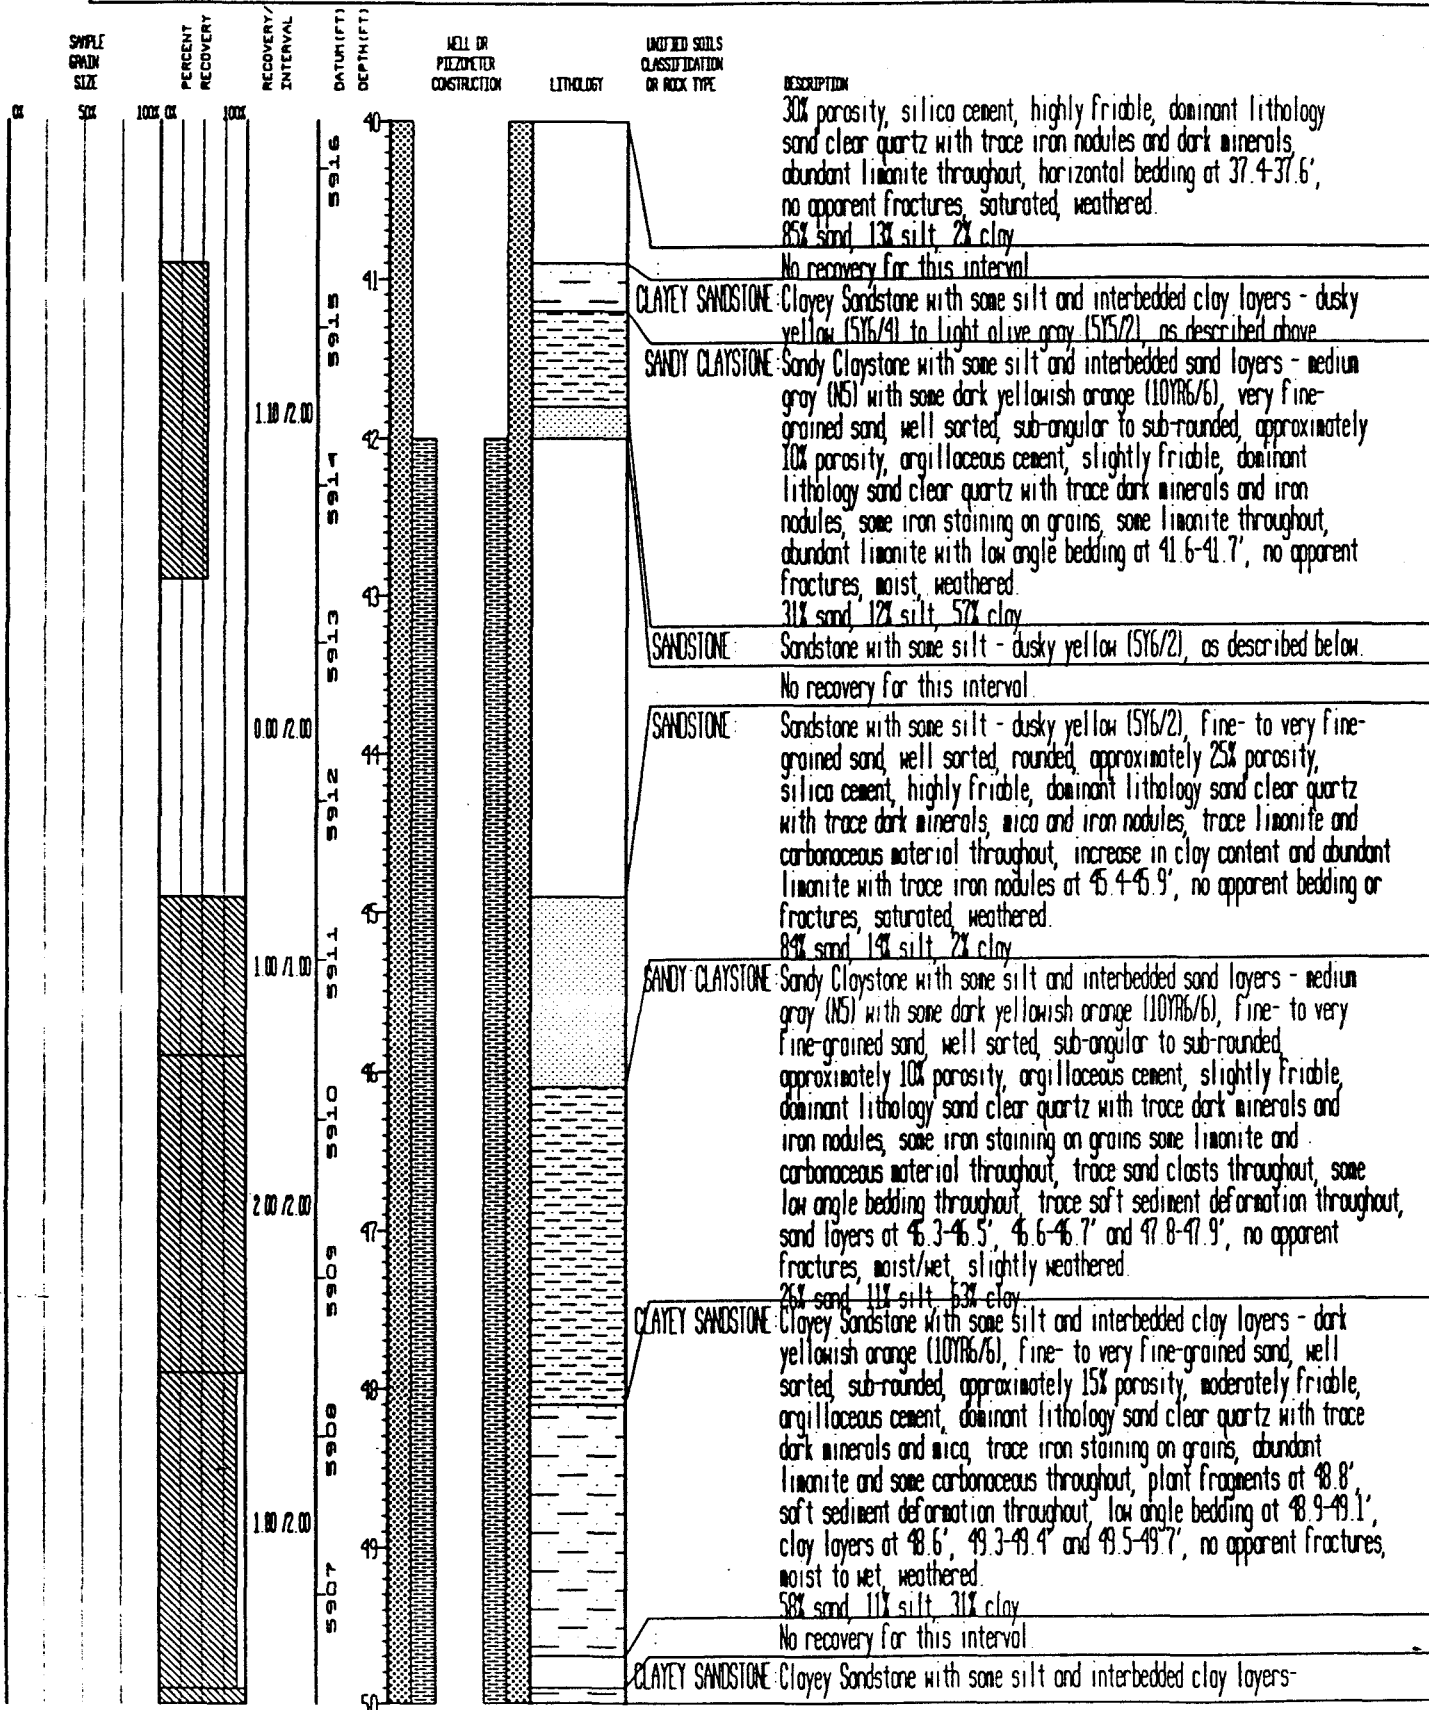 SAMPLE GRAIN SIZE
PERCENT RECOVERY
RECOVERY/ INTERVAL
DATUM(FT)
DEPTH(FT)
WELL OR PIEZOMETER CONSTRUCTION
LITHOLOGY
UNIFIED SOILS CLASSIFICATION OR ROCK TYPE
DESCRIPTION
0% 50% 100% 0% 100%
30% porosity, silica cement, highly friable, dominant lithology
sand clear quartz with trace iron nodules and dark minerals,
abundant limonite throughout, horizontal bedding at 37.4-37.6',
no apparent fractures, saturated, weathered.
85% sand, 13% silt, 2% clay
No recovery for this interval
CLAYEY SANDSTONE: Clayey Sandstone with some silt and interbedded clay layers - dusky
yellow (5Y6/4) to light olive gray (5Y5/2), as described above
SANDY CLAYSTONE: Sandy Claystone with some silt and interbedded sand layers - medium
gray (N5) with some dark yellowish orange (10YR6/6), very fine-
grained sand, well sorted, sub-angular to sub-rounded, approximately
10% porosity, argillaceous cement, slightly friable, dominant
lithology sand clear quartz with trace dark minerals and iron
nodules, some iron staining on grains, some limonite throughout,
abundant limonite with low angle bedding at 41.6-41.7', no apparent
fractures, moist, weathered.
31% sand, 12% silt, 57% clay
SANDSTONE: Sandstone with some silt - dusky yellow (5Y6/2), as described below.
No recovery for this interval.
SANDSTONE: Sandstone with some silt - dusky yellow (5Y6/2), fine- to very fine-
grained sand, well sorted, rounded, approximately 25% porosity,
silica cement, highly friable, dominant lithology sand clear quartz
with trace dark minerals, mica and iron nodules, trace limonite and
carbonaceous material throughout, increase in clay content and abundant
limonite with trace iron nodules at 45.4-45.9', no apparent bedding or
fractures, saturated, weathered.
84% sand, 14% silt, 2% clay
SANDY CLAYSTONE: Sandy Claystone with some silt and interbedded sand layers - medium
gray (N5) with some dark yellowish orange (10YR6/6), fine- to very
fine-grained sand, well sorted, sub-angular to sub-rounded,
approximately 10% porosity, argillaceous cement, slightly friable,
dominant lithology sand clear quartz with trace dark minerals and
iron nodules, some iron staining on grains some limonite and
carbonaceous material throughout, trace sand clasts throughout, some
low angle bedding throughout, trace soft sediment deformation throughout,
sand layers at 46.3-46.5', 46.6-46.7' and 47.8-47.9', no apparent
fractures, moist/wet, slightly weathered.
26% sand, 11% silt, 63% clay
CLAYEY SANDSTONE: Clayey Sandstone with some silt and interbedded clay layers - dark
yellowish orange (10YR6/6), fine- to very fine-grained sand, well
sorted, sub-rounded, approximately 15% porosity, moderately friable,
argillaceous cement, dominant lithology sand clear quartz with trace
dark minerals and mica, trace iron staining on grains, abundant
limonite and some carbonaceous throughout, plant fragments at 48.8',
soft sediment deformation throughout, low angle bedding at 48.9-49.1',
clay layers at 48.6', 49.3-49.4' and 49.5-49.7', no apparent fractures,
moist to wet, weathered.
58% sand, 11% silt, 31% clay
No recovery for this interval
CLAYEY SANDSTONE: Clayey Sandstone with some silt and interbedded clay layers-
1.10 /2.00
0.00 /2.00
1.00 /1.00
2.00 /2.00
1.80 /2.00
5916
5915
5914
5913
5912
5911
5910
5909
5908
5907
40
41
42
43
44
45
46
47
48
49
50